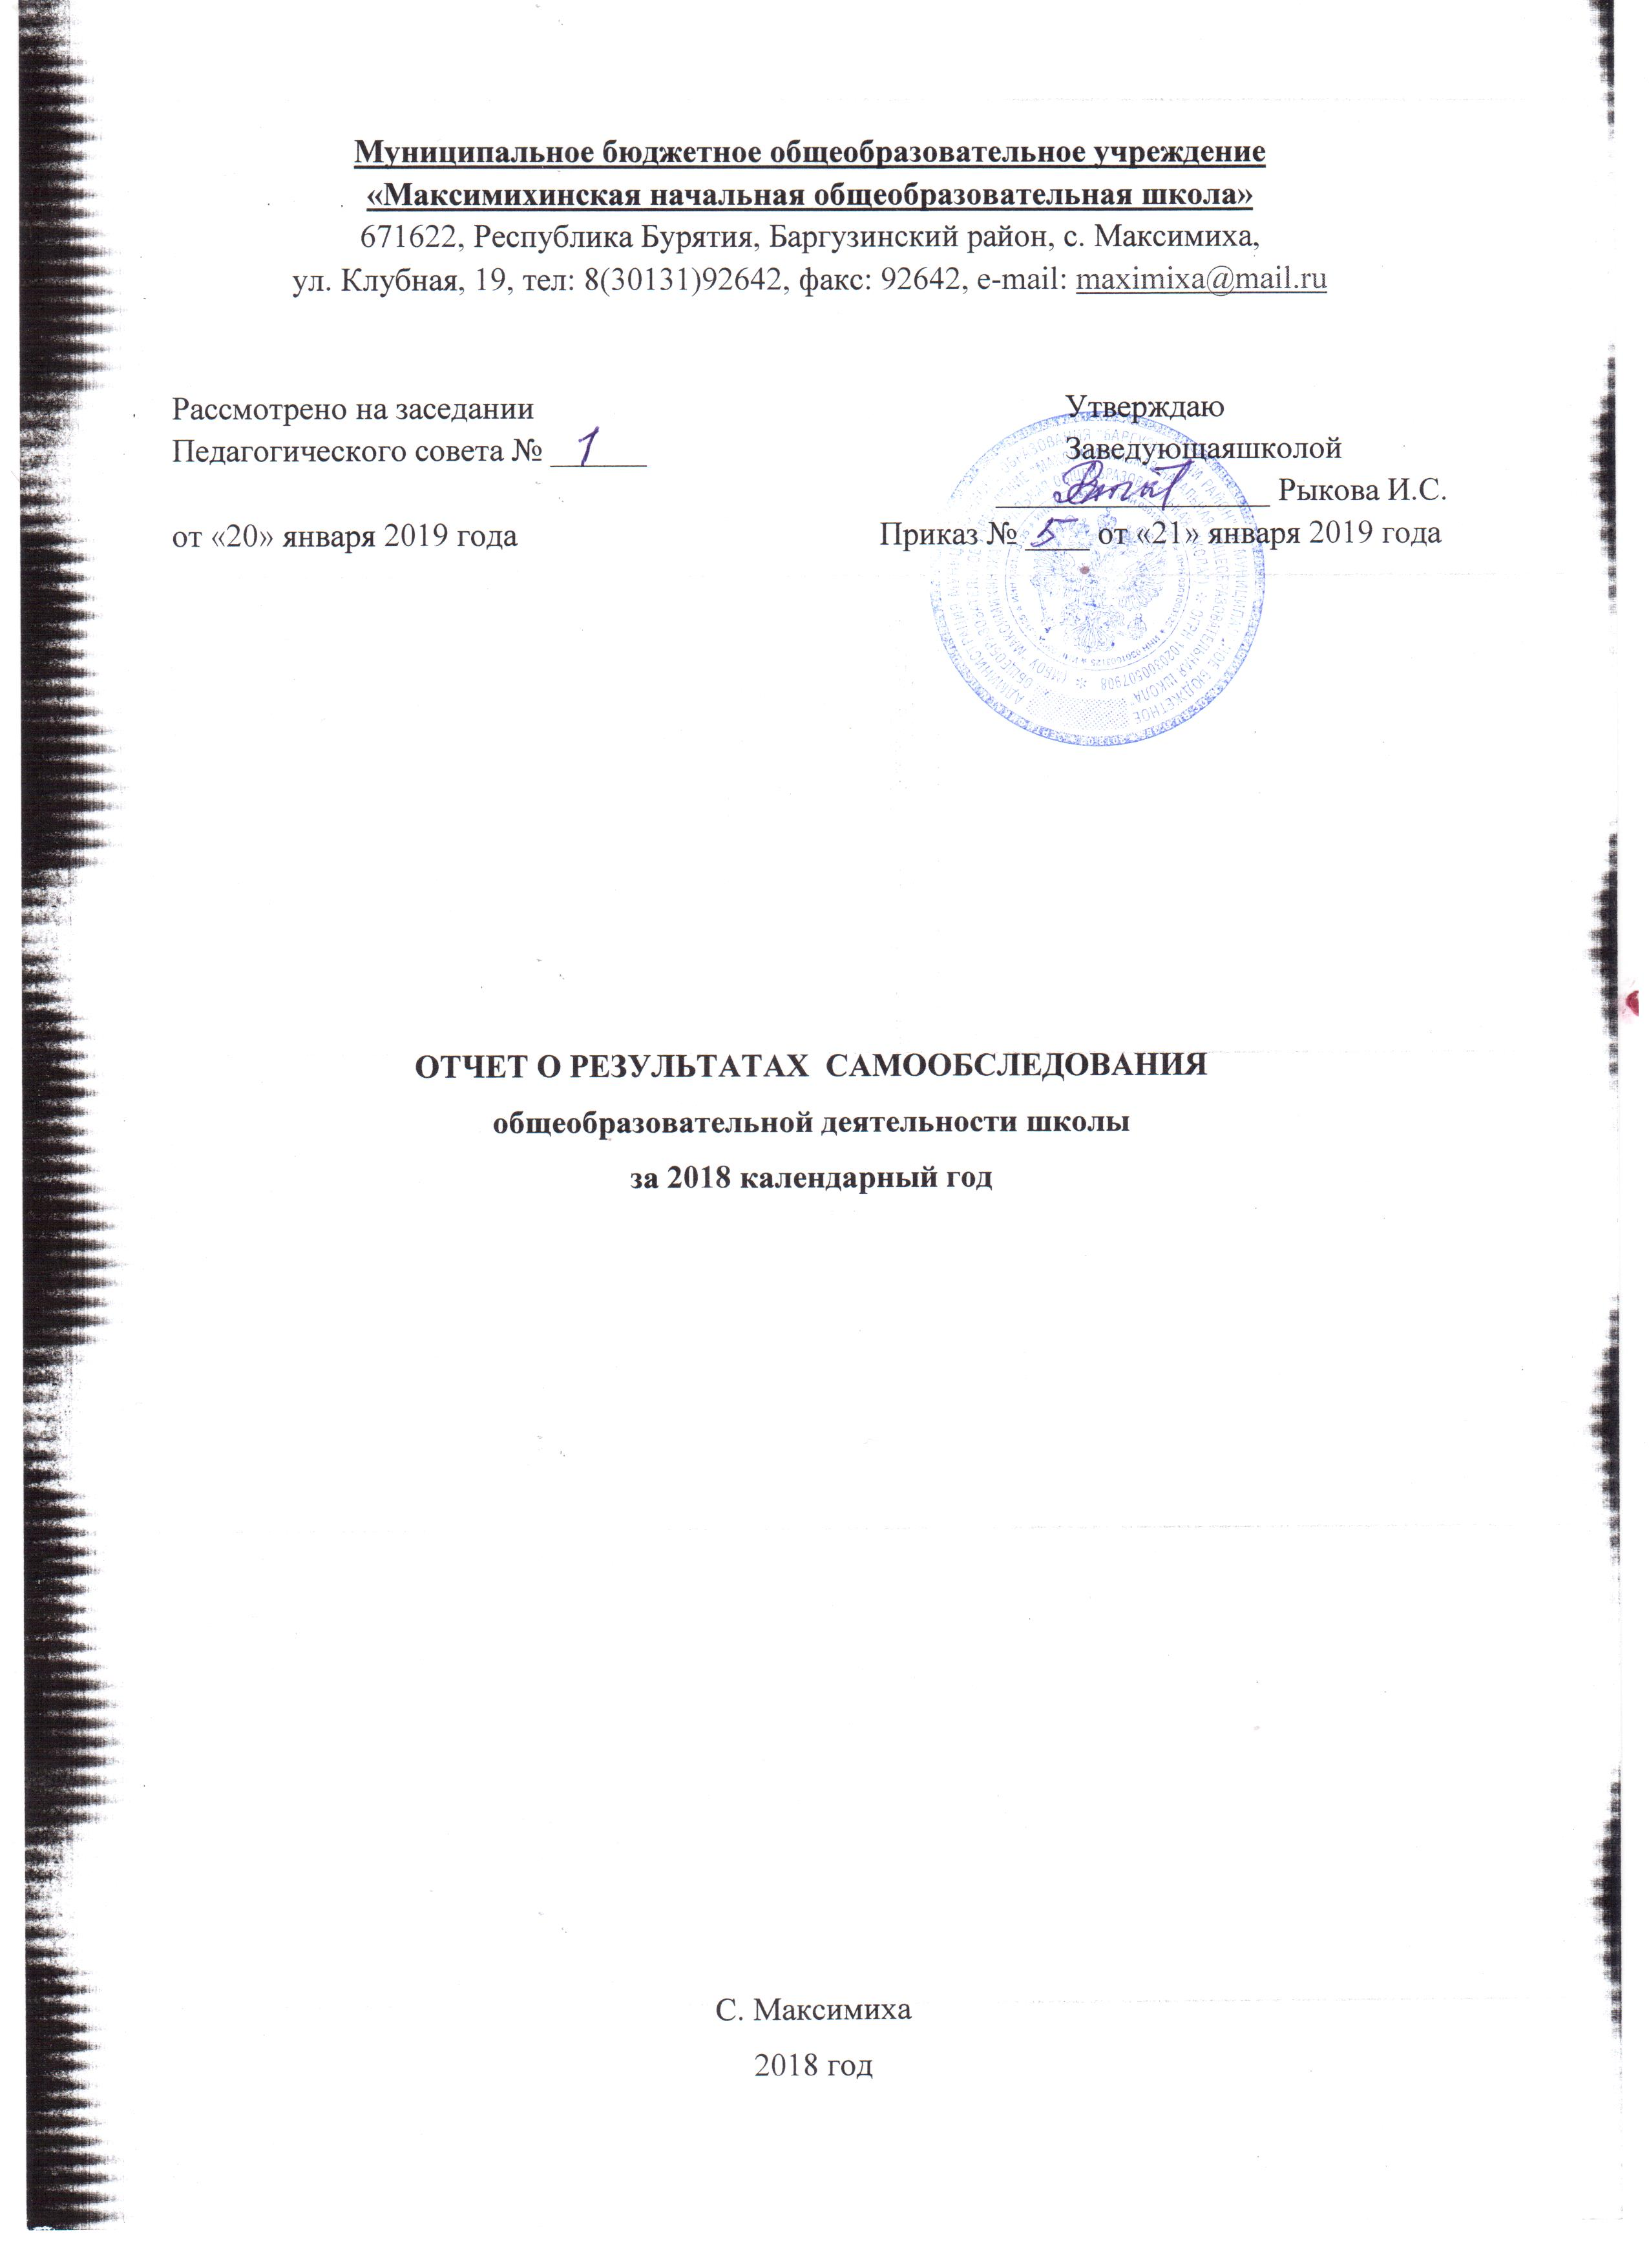 Муниципальное бюджетное общеобразовательное учреждение
«Максимихинская начальная общеобразовательная школа»
671622, Республика Бурятия, Баргузинский район, с. Максимиха,
ул. Клубная, 19, тел: 8(30131)92642, факс: 92642, e-mail: maximixa@mail.ru
Рассмотрено на заседании
Педагогического совета № 1
от «20» января 2019 года
Утверждаю
Заведующаяшколой
Рыкова И.С.
Приказ № 5 от «21» января 2019 года
ОТЧЕТ О РЕЗУЛЬТАТАХ САМООБСЛЕДОВАНИЯ
общеобразовательной деятельности школы
за 2018 календарный год
С. Максимиха
2018 год